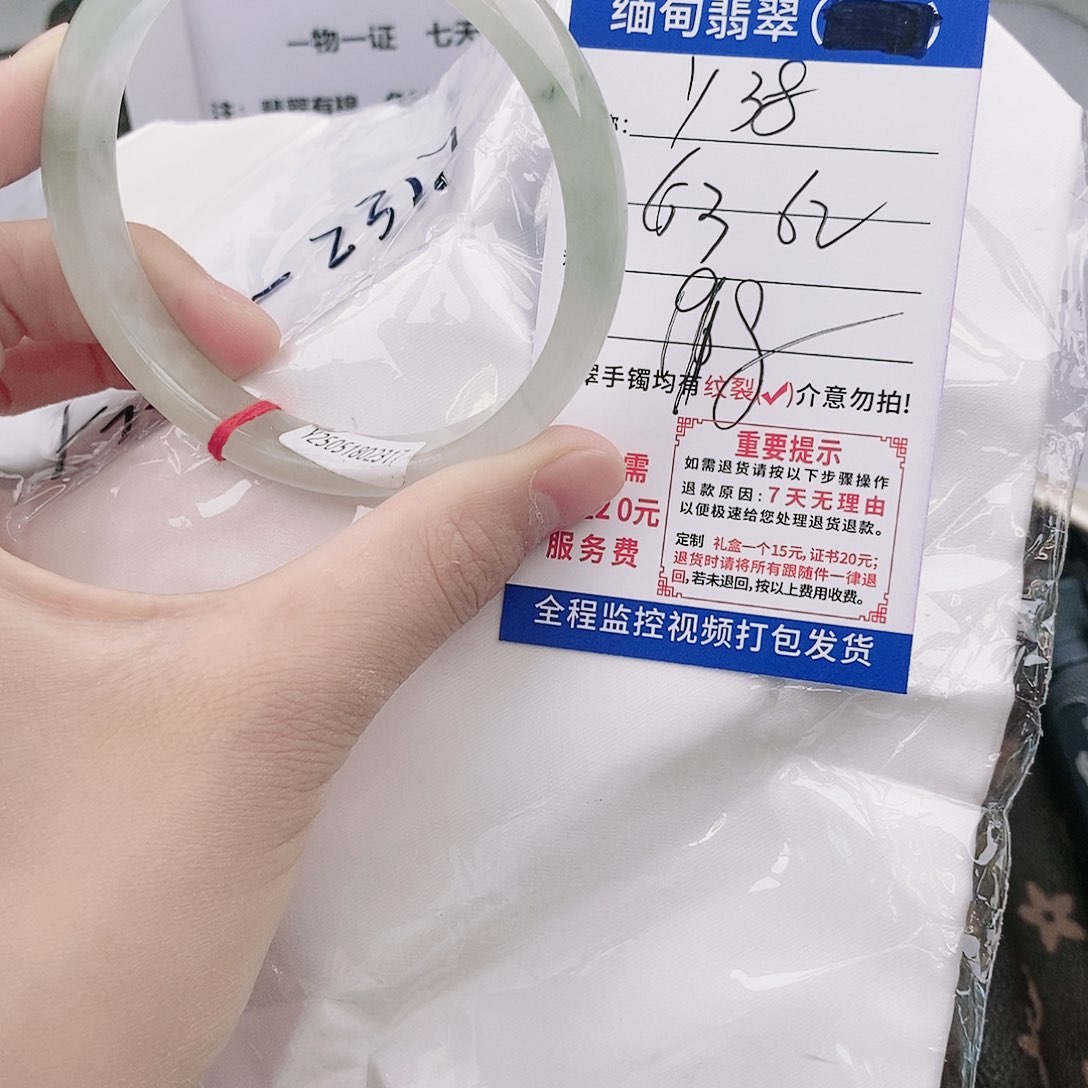 一物一证 七天
缅甸翡翠(
138
63 62
98
翠手镯均有纹裂(✓)介意勿拍!
Y25051802317
重要提示
如需退货请按以下步骤操作
退款原因:7天无理由
以便极速给您处理退货退款。
定制 礼盒一个15元,证书20元;
退货时请将所有跟随件一律退
回,若未退回,按以上费用收费。
需
20元
服务费
全程监控视频打包发货